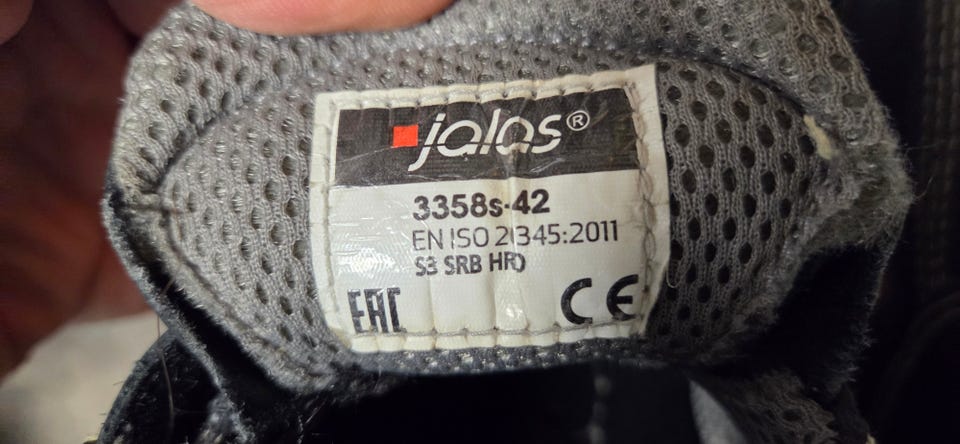 jalas®
3358s-42
EN ISO 20345:2011
S3 SRB HRO
EAC CE